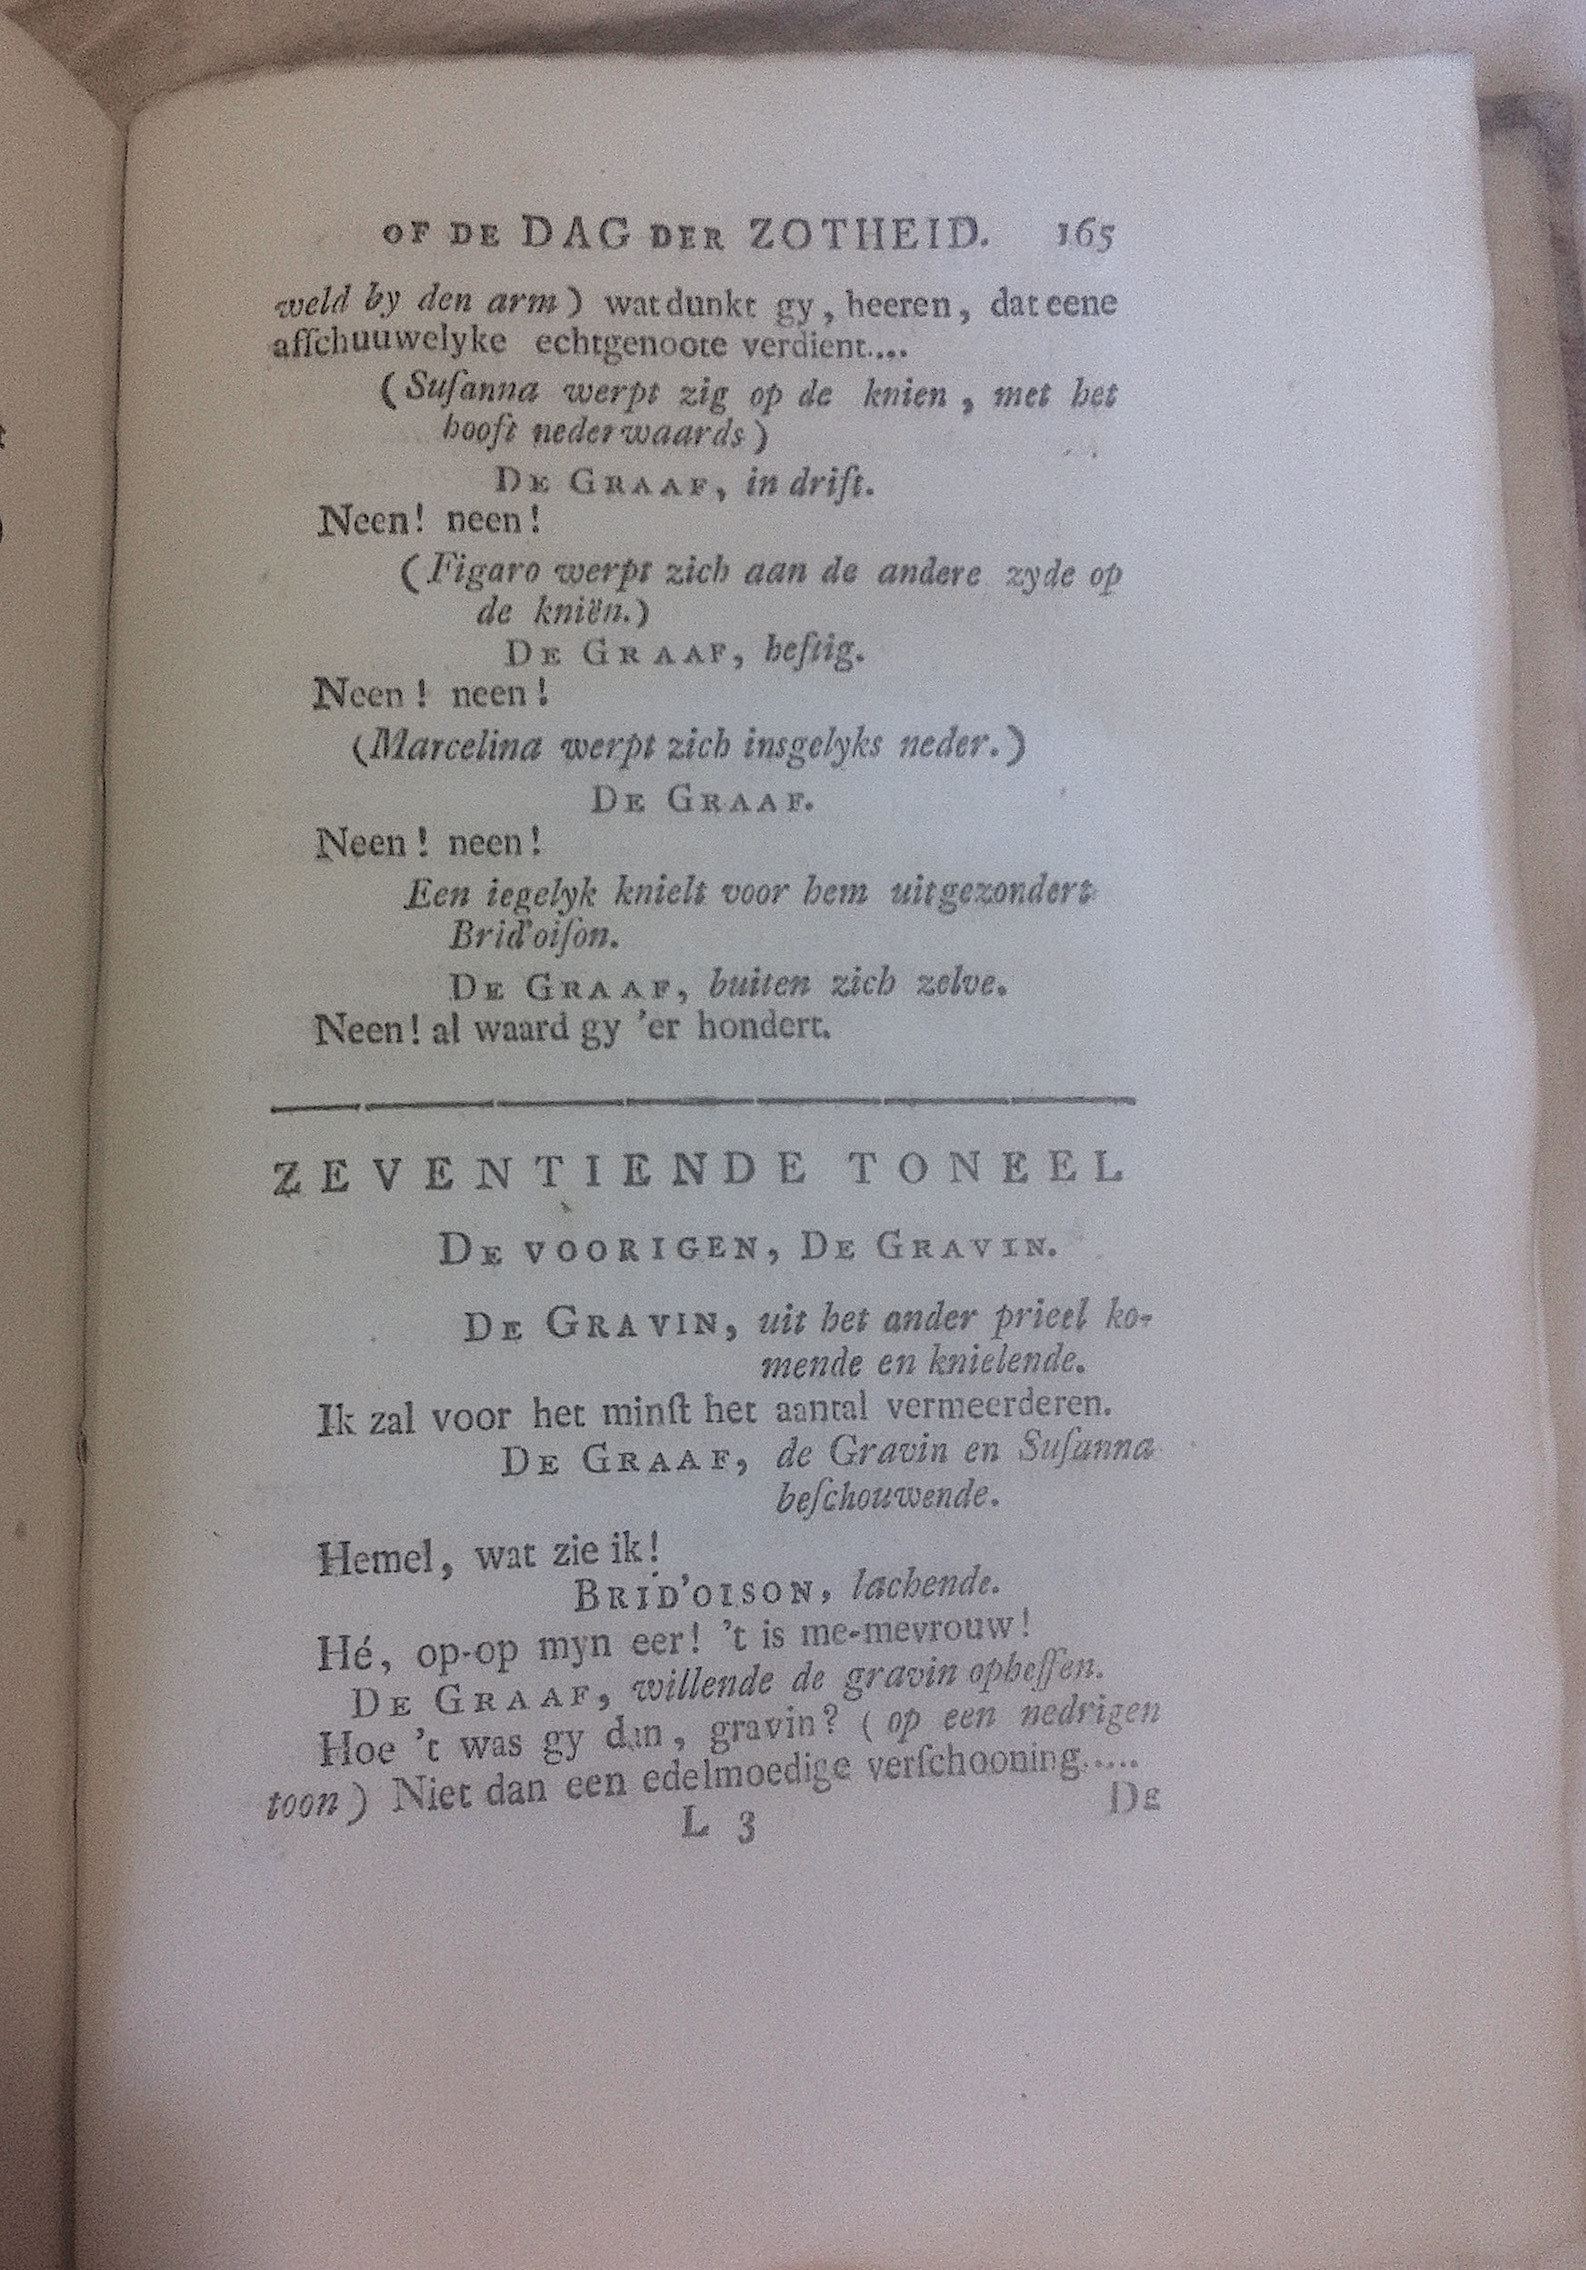 OF DE DAG DER ZOTHEID. 165
weld by den arm) wat dunkt gy, heeren, dat eene
afſchuuwelyke echtgenoote verdient....
(Suſanna werpt zig op de knien, met het
hooft nederwaards)
DE GRAAF, in drift.
Neen! neen!
(Figaro werpt zich aan de andere zyde op
de kniën.)
DE GRAAF, heftig.
Neen! neen!
(Marcelina werpt zich insgelyks neder.)
DE GRAAF.
Neen! neen!
Een iegelyk knielt voor hem uitgezondert
Brid'oiſon.
DE GRAAF, buiten zich zelve.
Neen! al waard gy 'er hondert.
ZEVENTIENDE TONEEL
DE VOORIGEN, DE GRAVIN.
DE GRAVIN, uit het ander prieel ko-
mende en knielende.
Ik zal voor het minſt het aantal vermeerderen.
DE GRAAF, de Gravin en Suſanna
beſchouwende.
Hemel, wat zie ik!
BRID'OISON, lachende.
Hé, op-op myn eer! 't is me-mevrouw!
DE GRAAF, willende de gravin opheffen.
Hoe 't was gy dan, gravin? (op een nedrigen
toon) Niet dan een edelmoedige verſchooning.....
L 3 DE